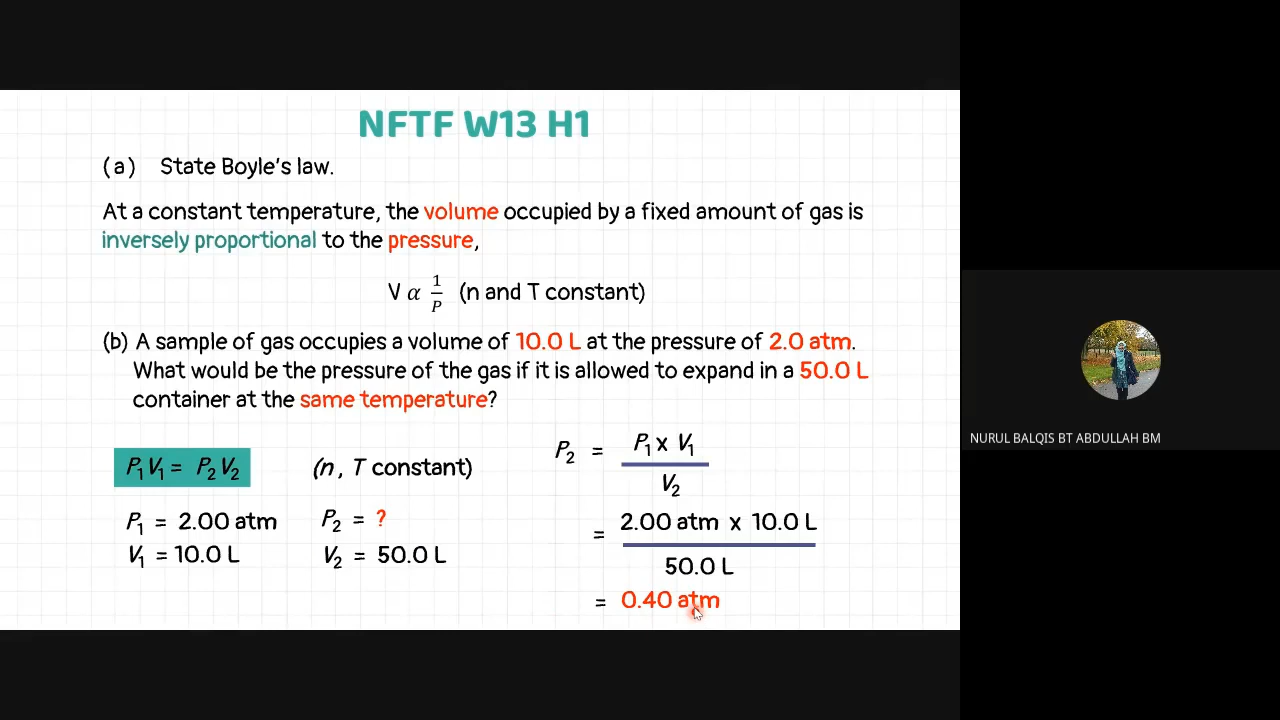 NFTF W13 H1
(a) State Boyle's law.
At a constant temperature, the volume occupied by a fixed amount of gas is
inversely proportional to the pressure,
V α 1/P (n and T constant)
(b) A sample of gas occupies a volume of 10.0 L at the pressure of 2.0 atm.
What would be the pressure of the gas if it is allowed to expand in a 50.0 L
container at the same temperature?
P₁ V₁ = P₂ V₂ (n, T constant)
P₁ = 2.00 atm P₂ = ?
V₁ = 10.0 L V₂ = 50.0 L
P₂ = P₁ x V₁
V₂
= 2.00 atm x 10.0 L
50.0 L
= 0.40 atm
NURUL BALQIS BT ABDULLAH BM